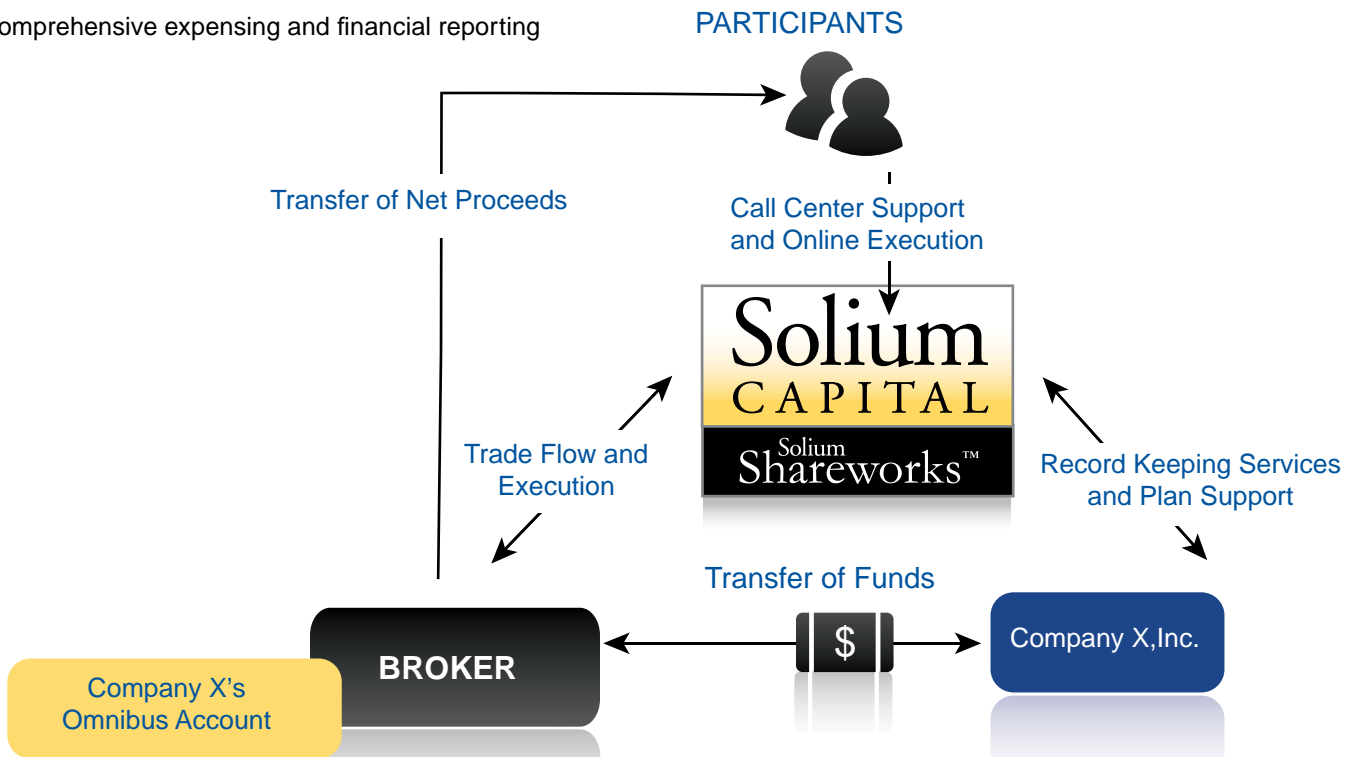 omprehensive expensing and financial reporting
PARTICIPANTS
Transfer of Net Proceeds
Call Center Support
and Online Execution
Solium
CAPITAL
Solium
Shareworks™
Trade Flow and
Execution
Record Keeping Services
and Plan Support
Transfer of Funds
$
BROKER
Company X,Inc.
Company X's
Omnibus Account